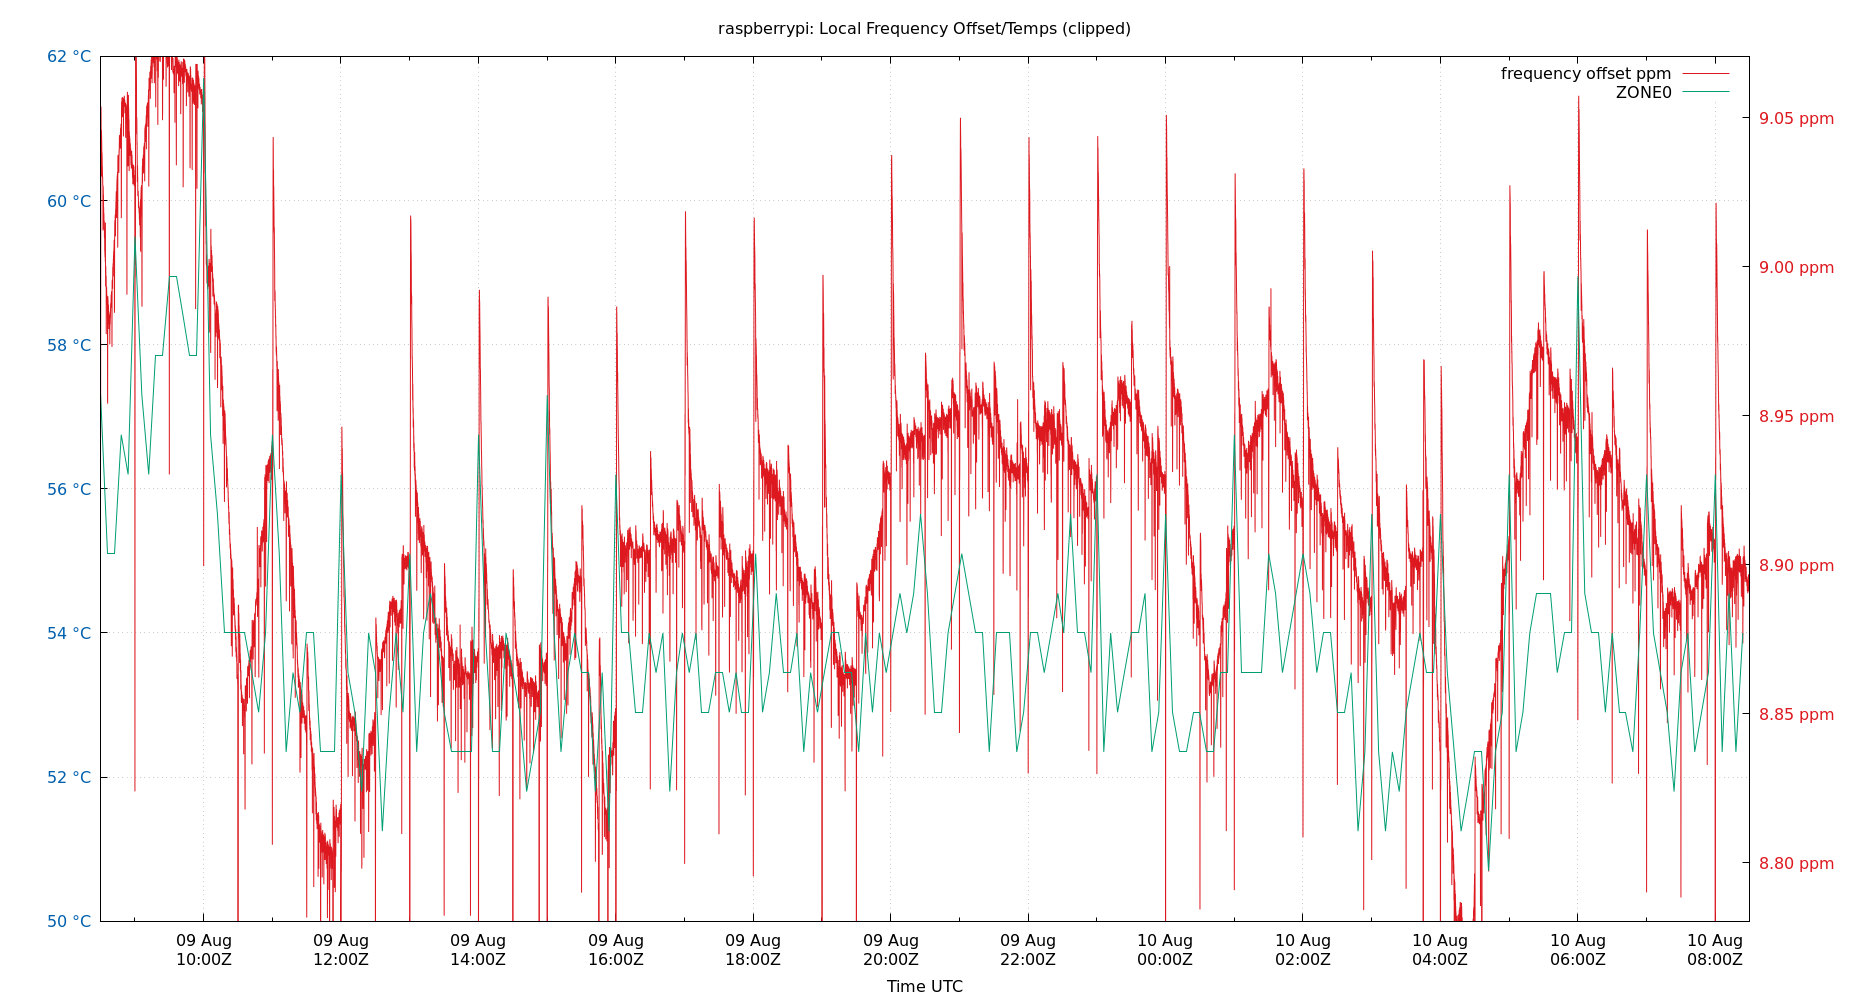 raspberrypi: Local Frequency Offset/Temps (clipped)
frequency offset ppm
ZONE0
62 °C
60 °C
58 °C
56 °C
54 °C
52 °C
50 °C
9.05 ppm
9.00 ppm
8.95 ppm
8.90 ppm
8.85 ppm
8.80 ppm
09 Aug
10:00Z
09 Aug
12:00Z
09 Aug
14:00Z
09 Aug
16:00Z
09 Aug
18:00Z
09 Aug
20:00Z
09 Aug
22:00Z
10 Aug
00:00Z
10 Aug
02:00Z
10 Aug
04:00Z
10 Aug
06:00Z
10 Aug
08:00Z
Time UTC